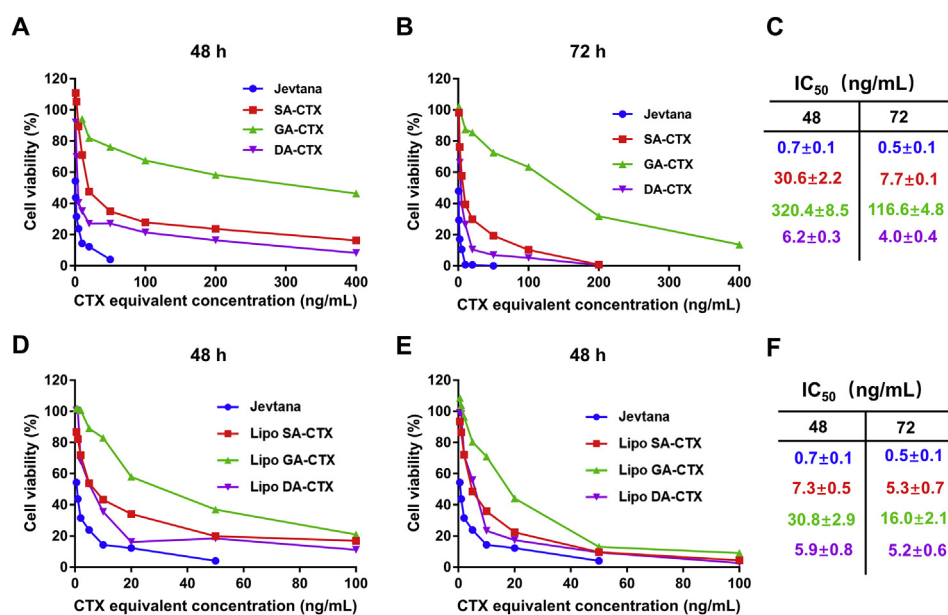 A
48 h
Cell viability (%)
120
100
80
60
40
20
0
Jevtana
SA-CTX
GA-CTX
DA-CTX
0 100 200 300 400
CTX equivalent concentration (ng/mL)
B
72 h
Cell viability (%)
120
100
80
60
40
20
0
Jevtana
SA-CTX
GA-CTX
DA-CTX
0 100 200 300 400
CTX equivalent concentration (ng/mL)
C
IC50 (ng/mL)
48 72
0.7±0.1 0.5±0.1
30.6±2.2 7.7±0.1
320.4±8.5 116.6±4.8
6.2±0.3 4.0±0.4
D
48 h
Cell viability (%)
120
100
80
60
40
20
0
Jevtana
Lipo SA-CTX
Lipo GA-CTX
Lipo DA-CTX
0 20 40 60 80 100
CTX equivalent concentration (ng/mL)
E
48 h
Cell viability (%)
120
100
80
60
40
20
0
Jevtana
Lipo SA-CTX
Lipo GA-CTX
Lipo DA-CTX
0 20 40 60 80 100
CTX equivalent concentration (ng/mL)
F
IC50 (ng/mL)
48 72
0.7±0.1 0.5±0.1
7.3±0.5 5.3±0.7
30.8±2.9 16.0±2.1
5.9±0.8 5.2±0.6